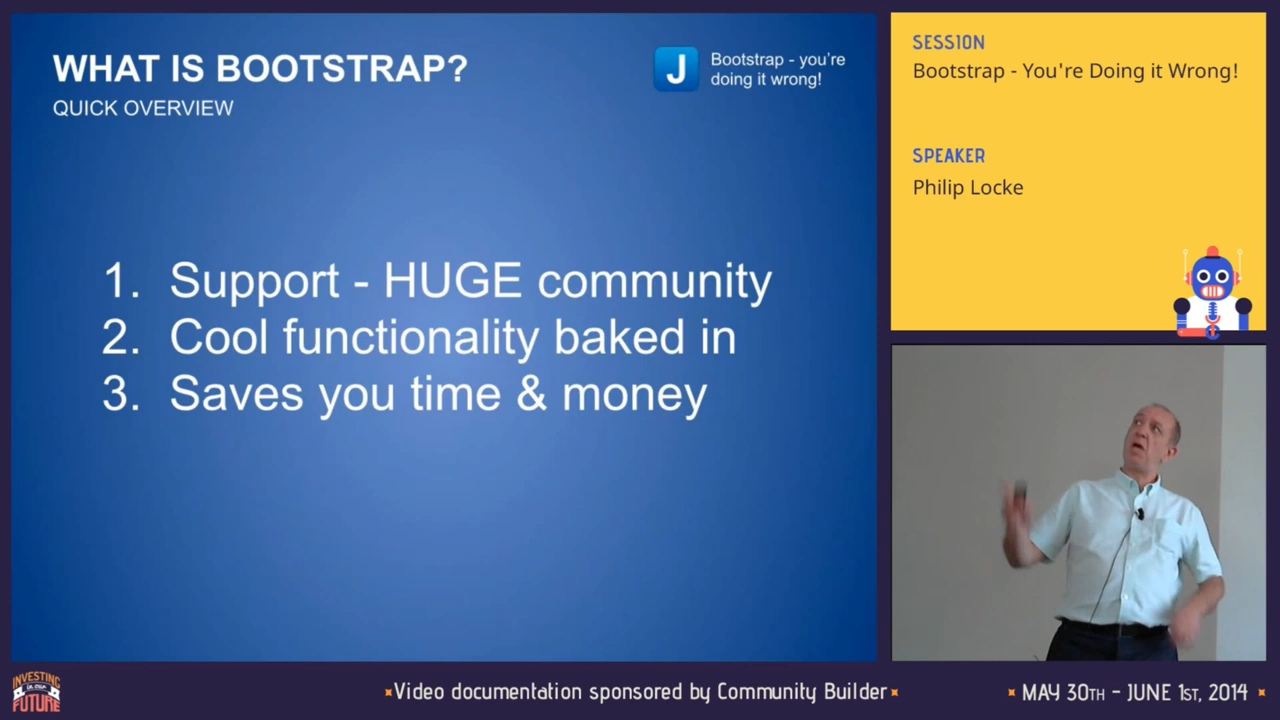 WHAT IS BOOTSTRAP?
QUICK OVERVIEW
J
Bootstrap - you're
doing it wrong!
1. Support - HUGE community
2. Cool functionality baked in
3. Saves you time & money
SESSION
Bootstrap - You're Doing it Wrong!
SPEAKER
Philip Locke
INVESTING
IN OUR
FUTURE
Video documentation sponsored by Community Builder
MAY 30TH - JUNE 1ST, 2014